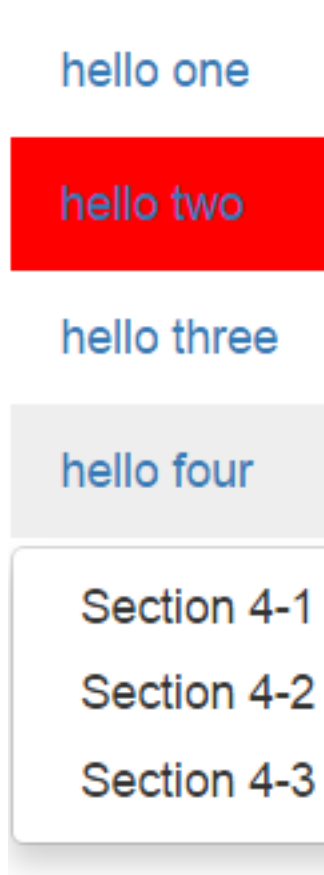 hello one
hello two
hello three
hello four
Section 4-1
Section 4-2
Section 4-3